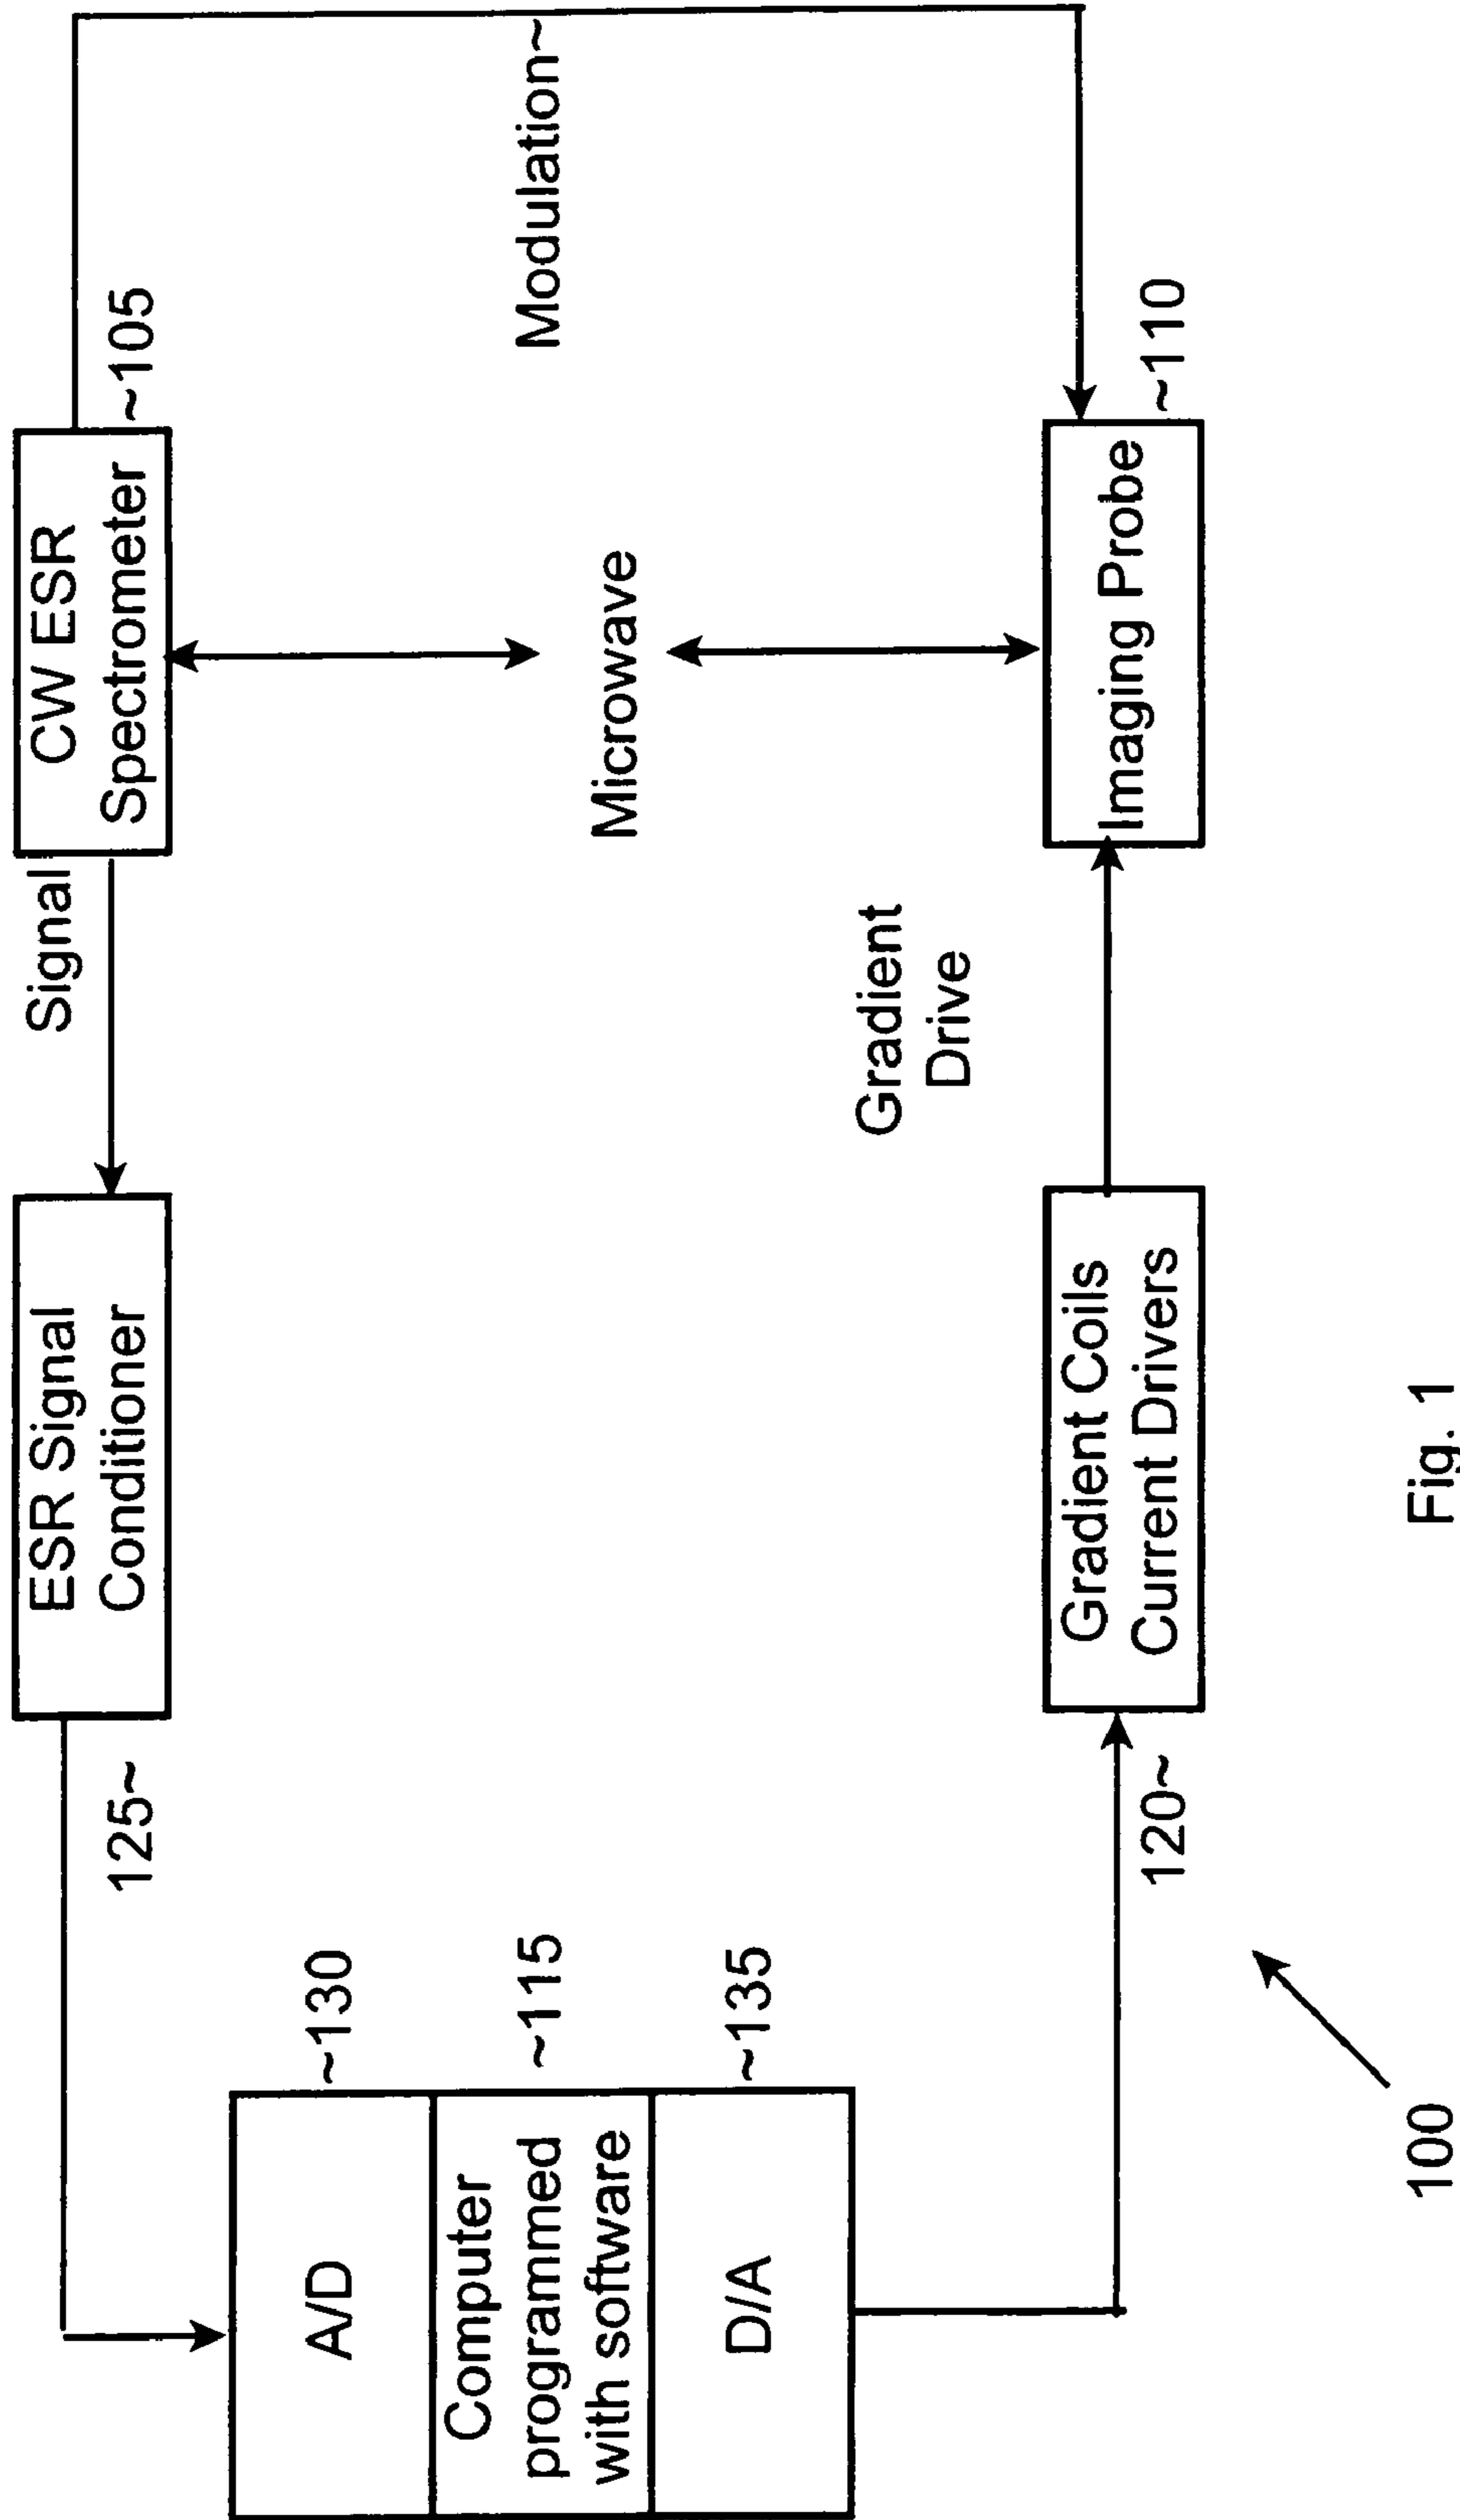 CW ESR
Spectrometer
~105
Signal
ESR Signal
Conditioner
125~
A/D
~130
Computer
programmed
with software
~115
D/A
~135
Modulation~
Microwave
Gradient
Drive
Imaging Probe
~110
Gradient Coils
Current Drivers
120~
100
Fig. 1